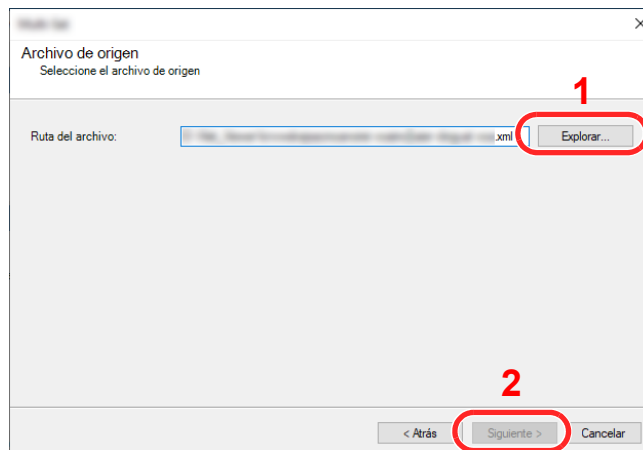 Archivo de origen
Seleccione el archivo de origen
1
Ruta del archivo:
.xml
Explorar...
2
< Atrás
Siguiente >
Cancelar